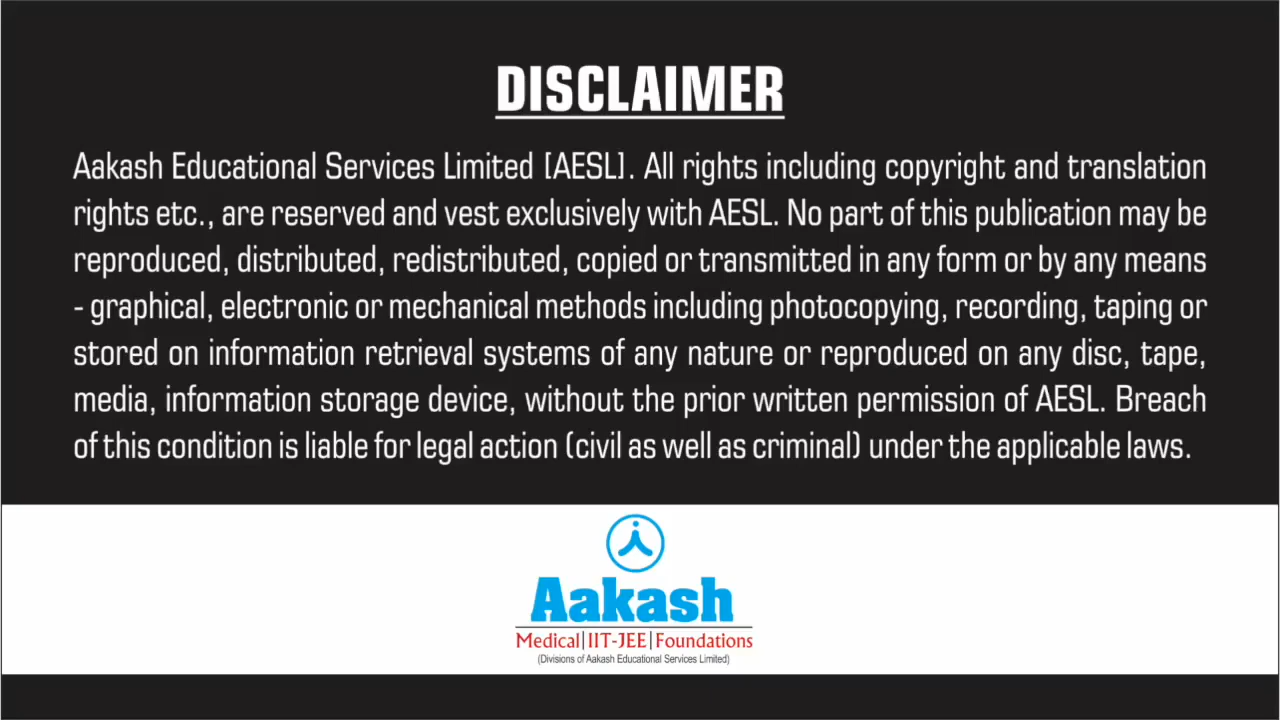 DISCLAIMER
Aakash Educational Services Limited [AESL]. All rights including copyright and translation
rights etc., are reserved and vest exclusively with AESL. No part of this publication may be
reproduced, distributed, redistributed, copied or transmitted in any form or by any means
- graphical, electronic or mechanical methods including photocopying, recording, taping or
stored on information retrieval systems of any nature or reproduced on any disc, tape,
media, information storage device, without the prior written permission of AESL. Breach
of this condition is liable for legal action (civil as well as criminal) under the applicable laws.
Aakash
Medical|IIT-JEE|Foundations
(Divisions of Aakash Educational Services Limited)